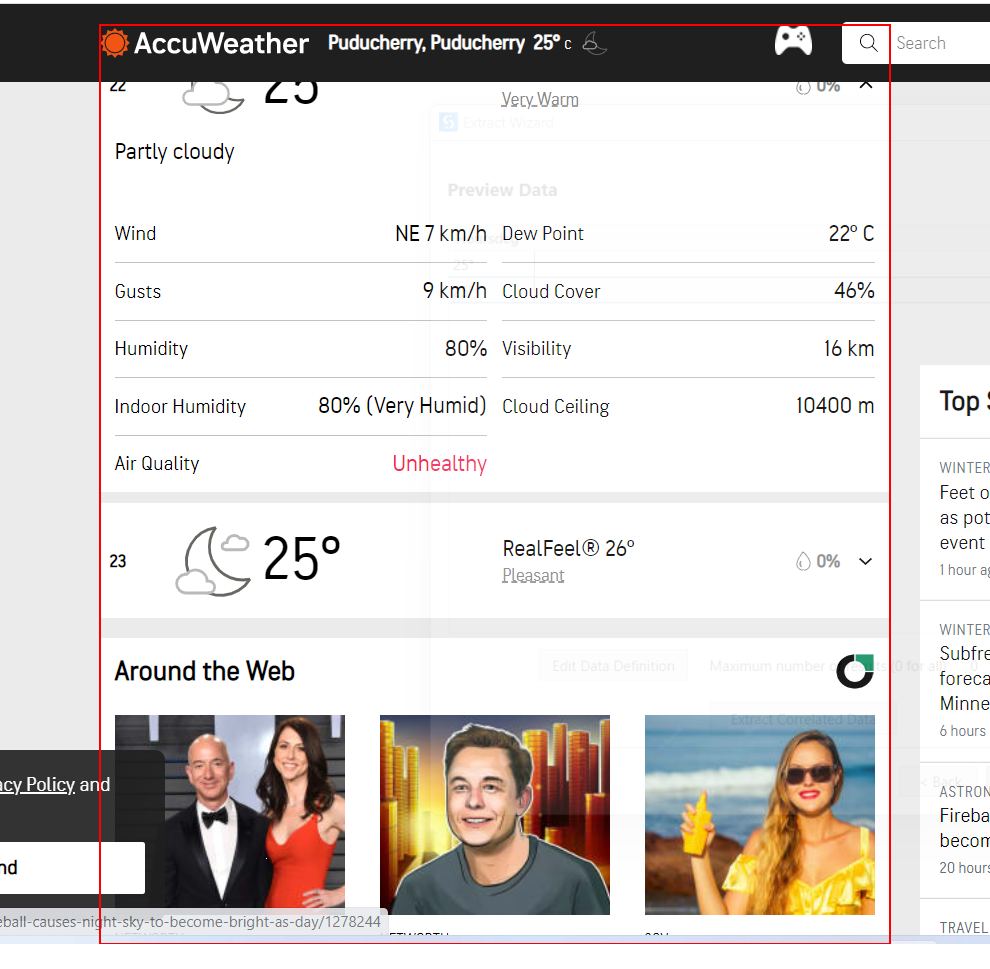 AccuWeather Puducherry, Puducherry 25° C Search
22 25° 0%
Very Warm
Extract Wizard
Partly cloudy
Preview Data
Wind NE 7 km/h Dew Point 22° C
25°
Gusts 9 km/h Cloud Cover 46%
Humidity 80% Visibility 16 km
Indoor Humidity 80% (Very Humid) Cloud Ceiling 10400 m
Air Quality Unhealthy
23 25° RealFeel® 26° 0%
Pleasant
Around the Web
Edit Data Definition Maximum number of results (0 for all)
Extract Correlated Data
< Back
Top S
WINTER
Feet o
as pot
event
1 hour ag
WINTER
Subfre
foreca
Minne
6 hours
ASTRON
Fireba
becom
20 hours
TRAVEL
acy Policy and
nd
eball-causes-night-sky-to-become-bright-as-day/1278244